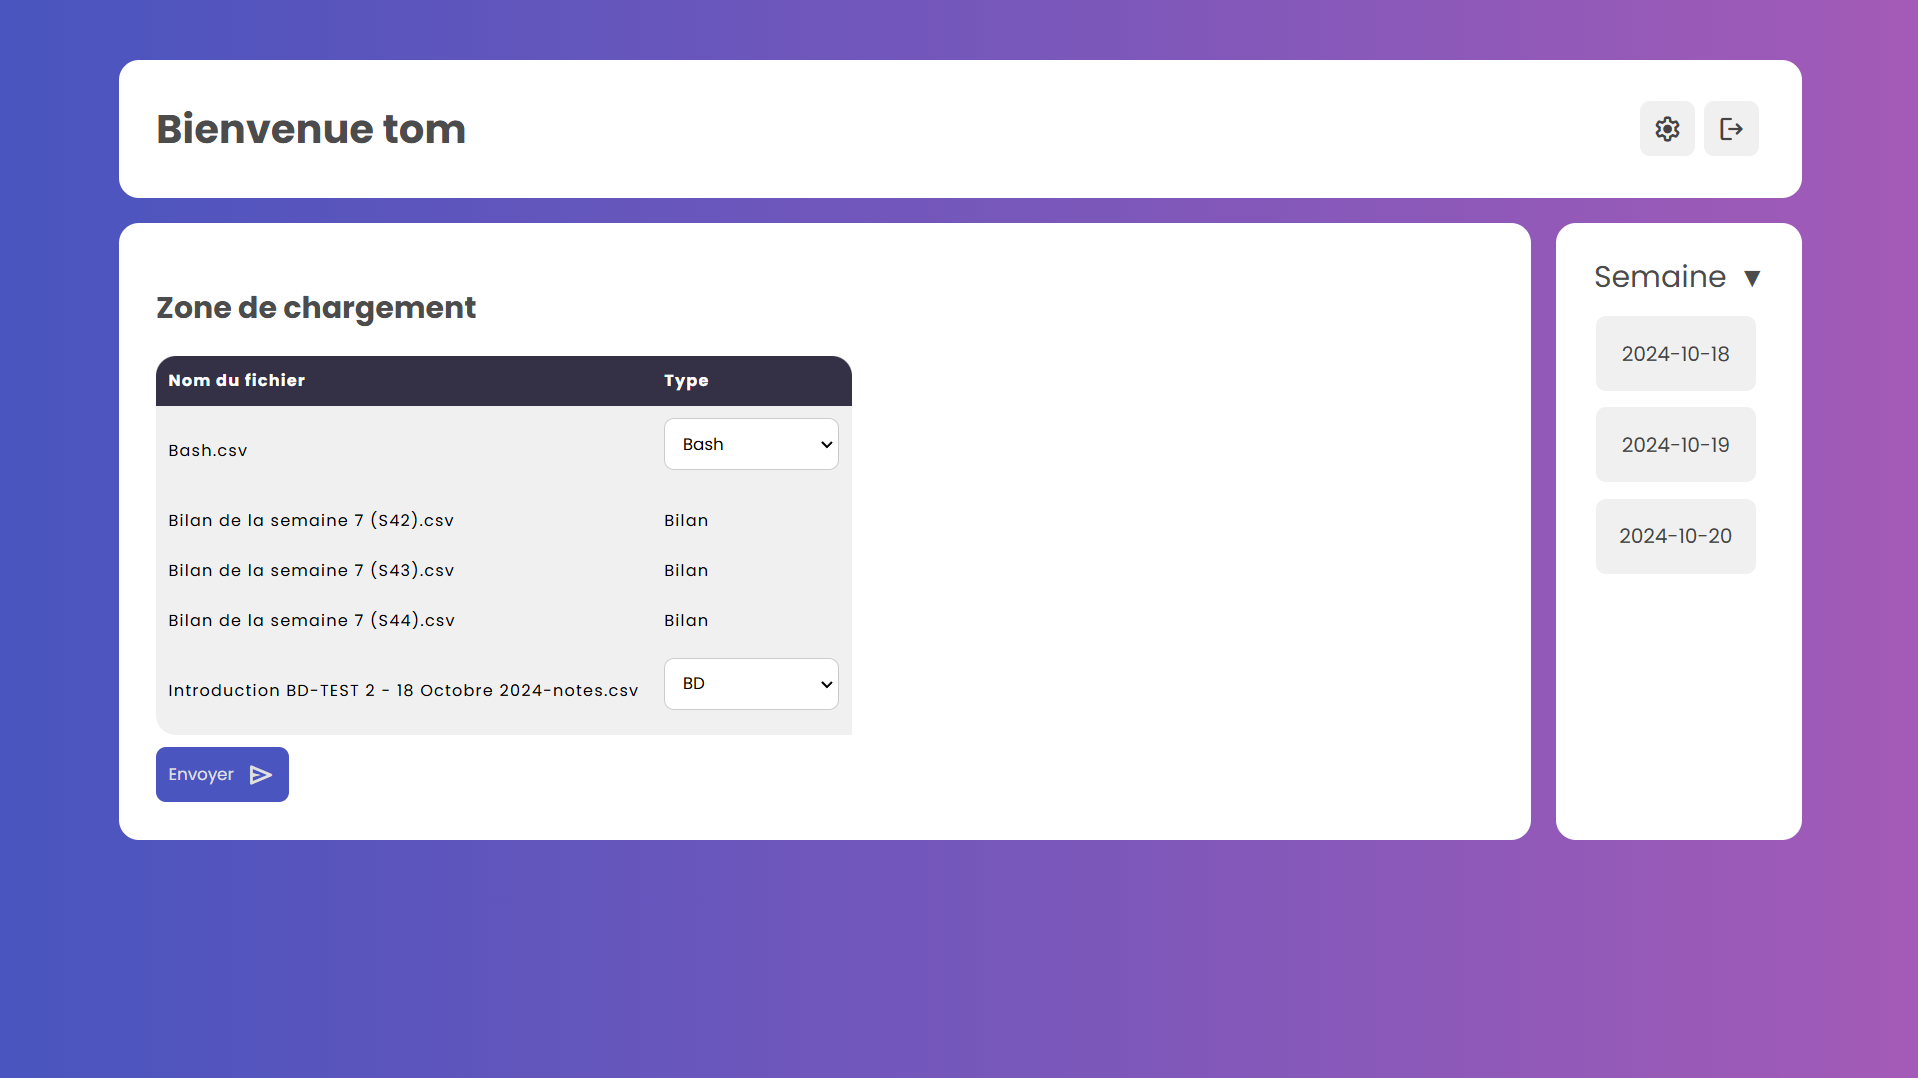 Bienvenue tom
Zone de chargement
Nom du fichier Type
Bash.csv Bash
Bilan de la semaine 7 (S42).csv Bilan
Bilan de la semaine 7 (S43).csv Bilan
Bilan de la semaine 7 (S44).csv Bilan
Introduction BD-TEST 2 - 18 Octobre 2024-notes.csv BD
Envoyer
Semaine ▼
2024-10-18
2024-10-19
2024-10-20